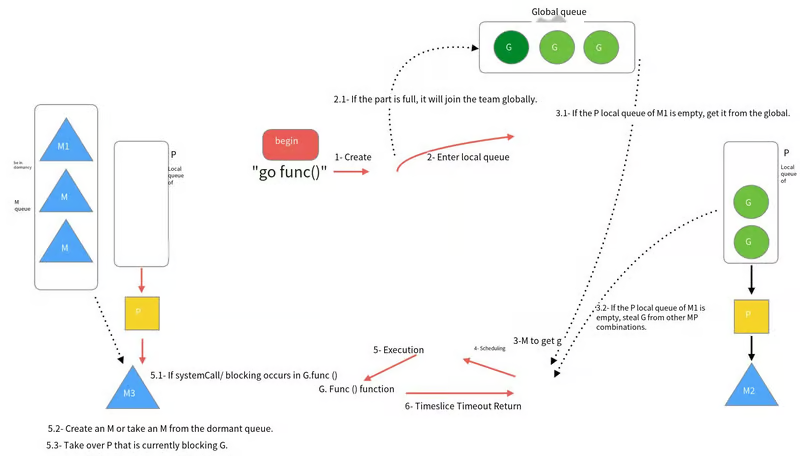 Global queue
G
G
G
2.1- If the part is full, it will join the team globally.
3.1- If the P local queue of M1 is empty, get it from the global.
begin
"go func()"
1- Create
2- Enter local queue
M1
M
M
be in
dormancy
M
queue
P
Local
queue
of
P
M3
P
Local
queue
of
G
G
P
M2
3.2- If the P local queue of M1 is
empty, steal G from other MP
combinations.
3-M to get g
4- Scheduling
5- Execution
G. Func () function
6- Timeslice Timeout Return
5.1- If systemCall/ blocking occurs in G.func ()
5.2- Create an M or take an M from the dormant queue.
5.3- Take over P that is currently blocking G.